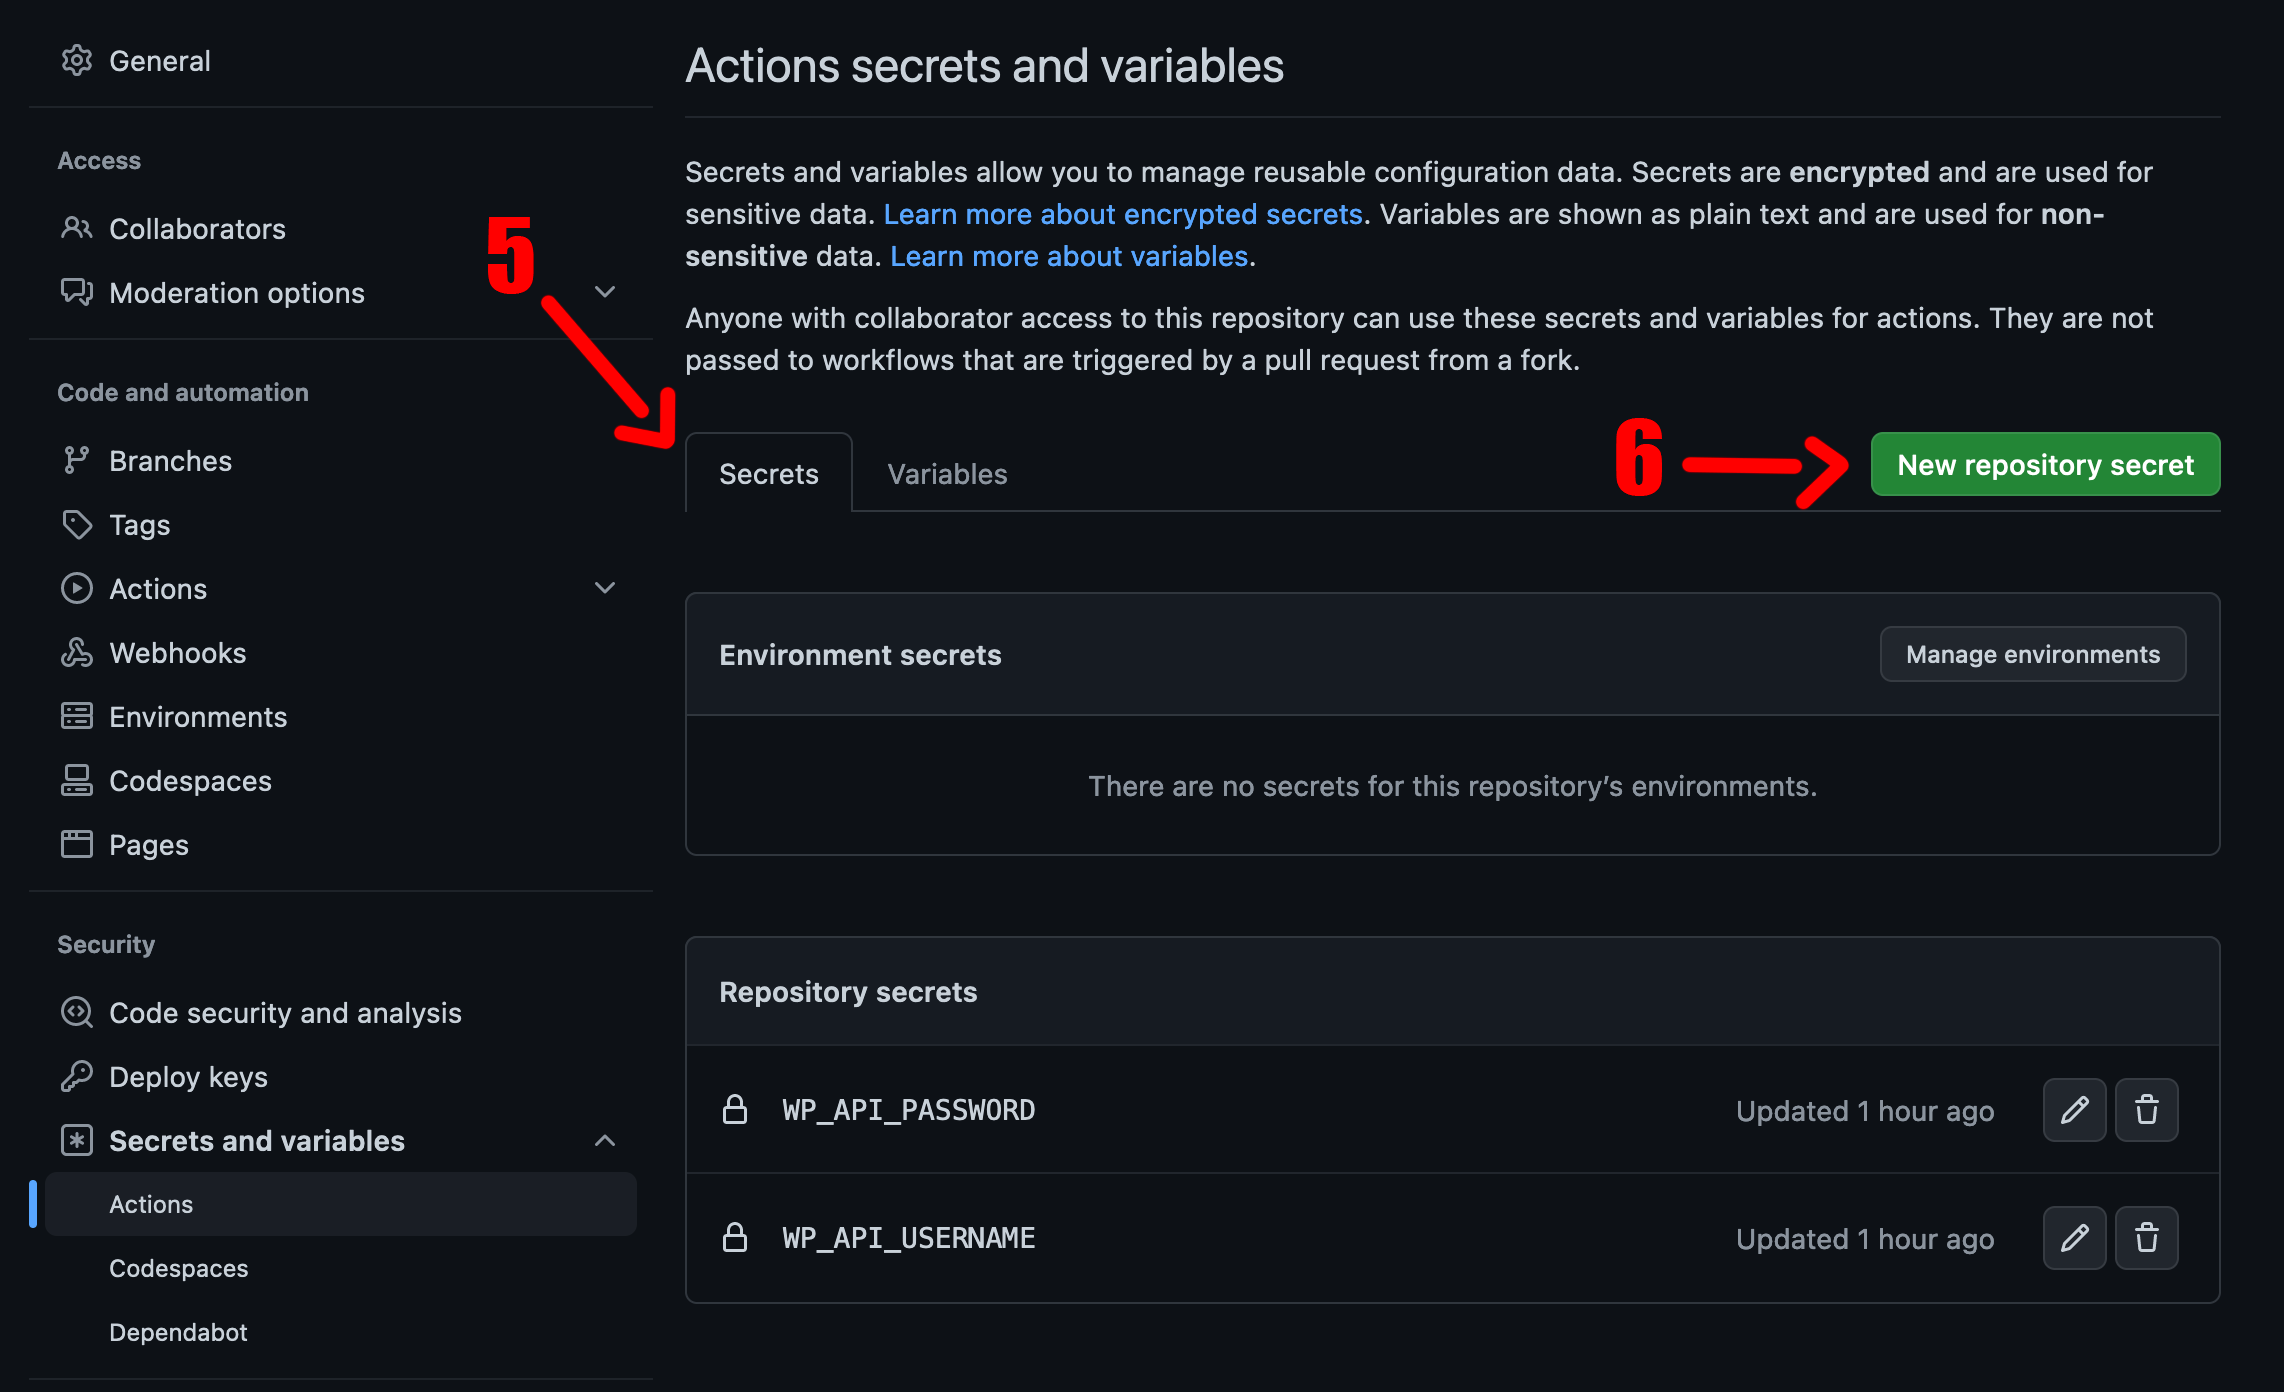 General
Access
Collaborators
Moderation options
Code and automation
Branches
Tags
Actions
Webhooks
Environments
Codespaces
Pages
Security
Code security and analysis
Deploy keys
Secrets and variables
Actions
Codespaces
Dependabot
Actions secrets and variables
Secrets and variables allow you to manage reusable configuration data. Secrets are encrypted and are used for
sensitive data. Learn more about encrypted secrets. Variables are shown as plain text and are used for non-
sensitive data. Learn more about variables.
Anyone with collaborator access to this repository can use these secrets and variables for actions. They are not
passed to workflows that are triggered by a pull request from a fork.
5
Secrets Variables
6
New repository secret
Environment secrets
Manage environments
There are no secrets for this repository’s environments.
Repository secrets
WP_API_PASSWORD Updated 1 hour ago
WP_API_USERNAME Updated 1 hour ago